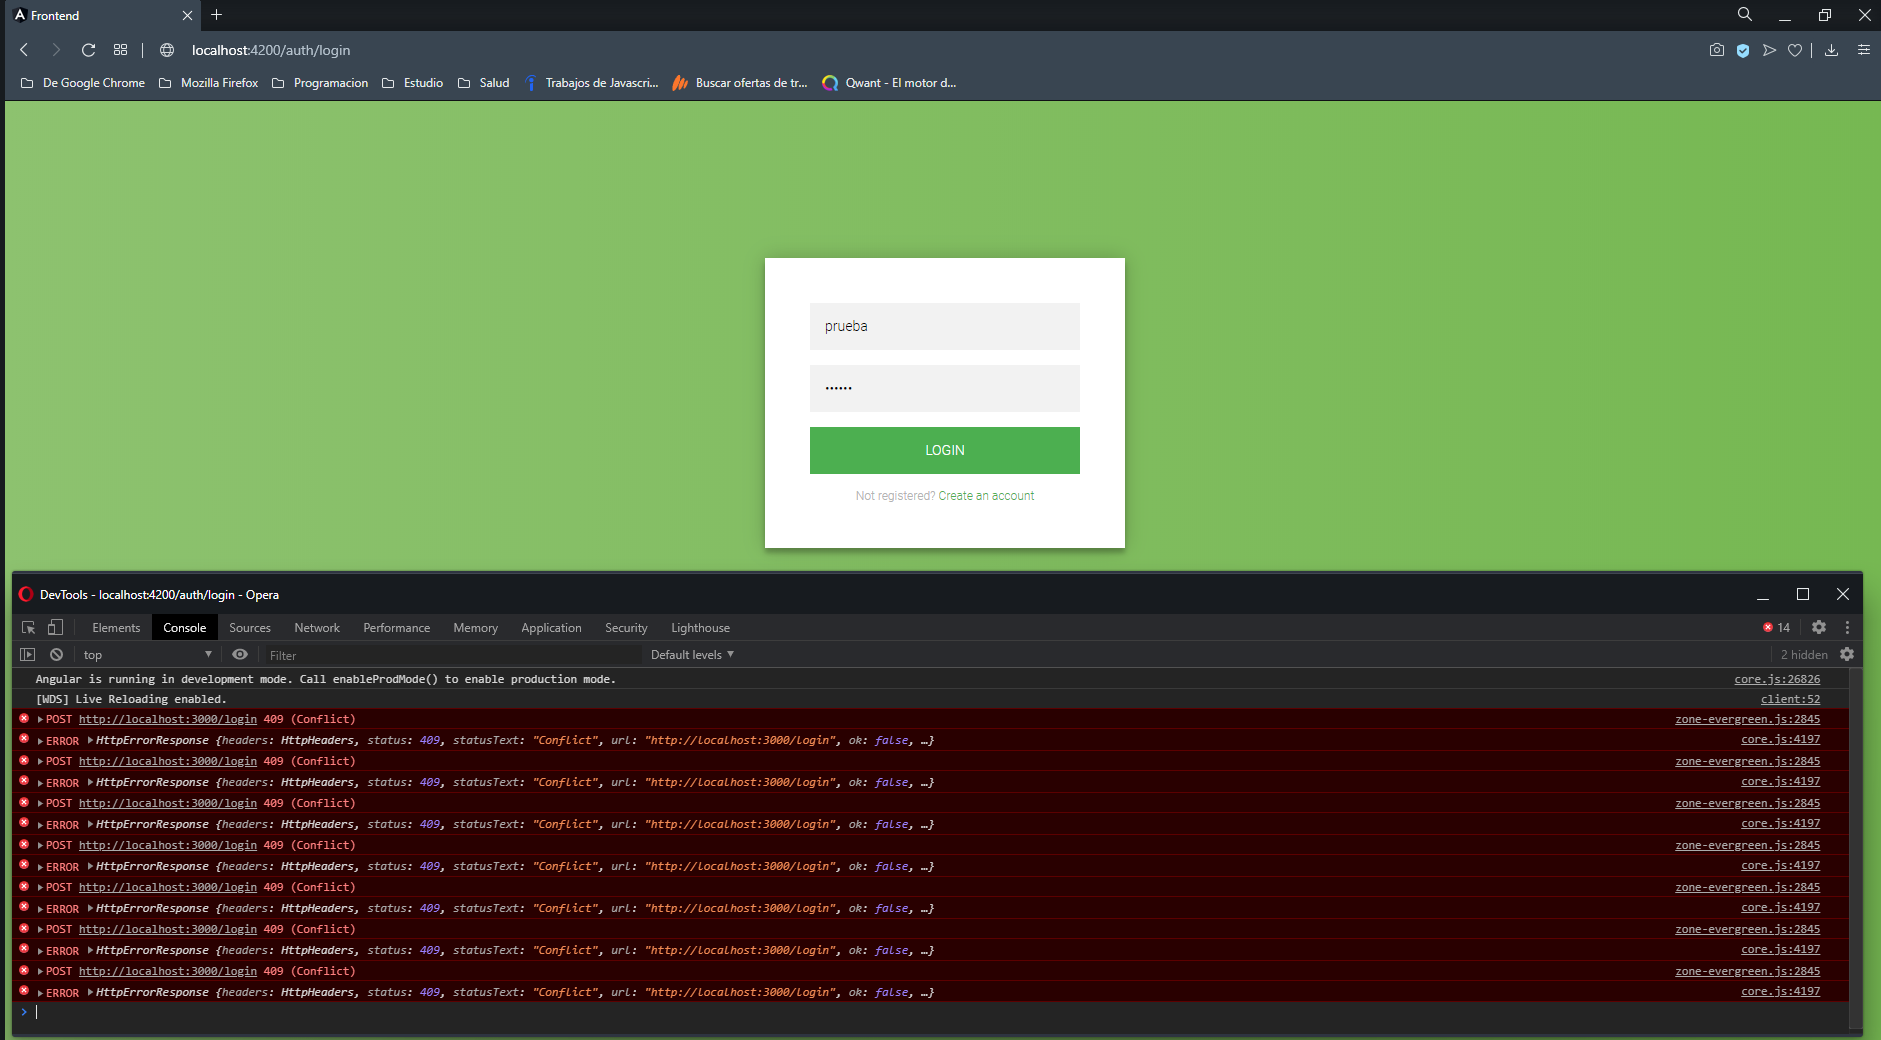 Frontend
localhost:4200/auth/login
De Google Chrome Mozilla Firefox Programacion Estudio Salud Trabajos de Javascri... Buscar ofertas de tr... Qwant - El motor d...
prueba
••••••
LOGIN
Not registered? Create an account
DevTools - localhost:4200/auth/login - Opera
Elements Console Sources Network Performance Memory Application Security Lighthouse 14
top Filter Default levels 2 hidden
Angular is running in development mode. Call enableProdMode() to enable production mode. core.js:26826
[WDS] Live Reloading enabled. client:52
POST http://localhost:3000/login 409 (Conflict) zone-evergreen.js:2845
ERROR HttpErrorResponse {headers: HttpHeaders, status: 409, statusText: "Conflict", url: "http://localhost:3000/login", ok: false, …} core.js:4197
POST http://localhost:3000/login 409 (Conflict) zone-evergreen.js:2845
ERROR HttpErrorResponse {headers: HttpHeaders, status: 409, statusText: "Conflict", url: "http://localhost:3000/login", ok: false, …} core.js:4197
POST http://localhost:3000/login 409 (Conflict) zone-evergreen.js:2845
ERROR HttpErrorResponse {headers: HttpHeaders, status: 409, statusText: "Conflict", url: "http://localhost:3000/login", ok: false, …} core.js:4197
POST http://localhost:3000/login 409 (Conflict) zone-evergreen.js:2845
ERROR HttpErrorResponse {headers: HttpHeaders, status: 409, statusText: "Conflict", url: "http://localhost:3000/login", ok: false, …} core.js:4197
POST http://localhost:3000/login 409 (Conflict) zone-evergreen.js:2845
ERROR HttpErrorResponse {headers: HttpHeaders, status: 409, statusText: "Conflict", url: "http://localhost:3000/login", ok: false, …} core.js:4197
POST http://localhost:3000/login 409 (Conflict) zone-evergreen.js:2845
ERROR HttpErrorResponse {headers: HttpHeaders, status: 409, statusText: "Conflict", url: "http://localhost:3000/login", ok: false, …} core.js:4197
POST http://localhost:3000/login 409 (Conflict) zone-evergreen.js:2845
ERROR HttpErrorResponse {headers: HttpHeaders, status: 409, statusText: "Conflict", url: "http://localhost:3000/login", ok: false, …} core.js:4197